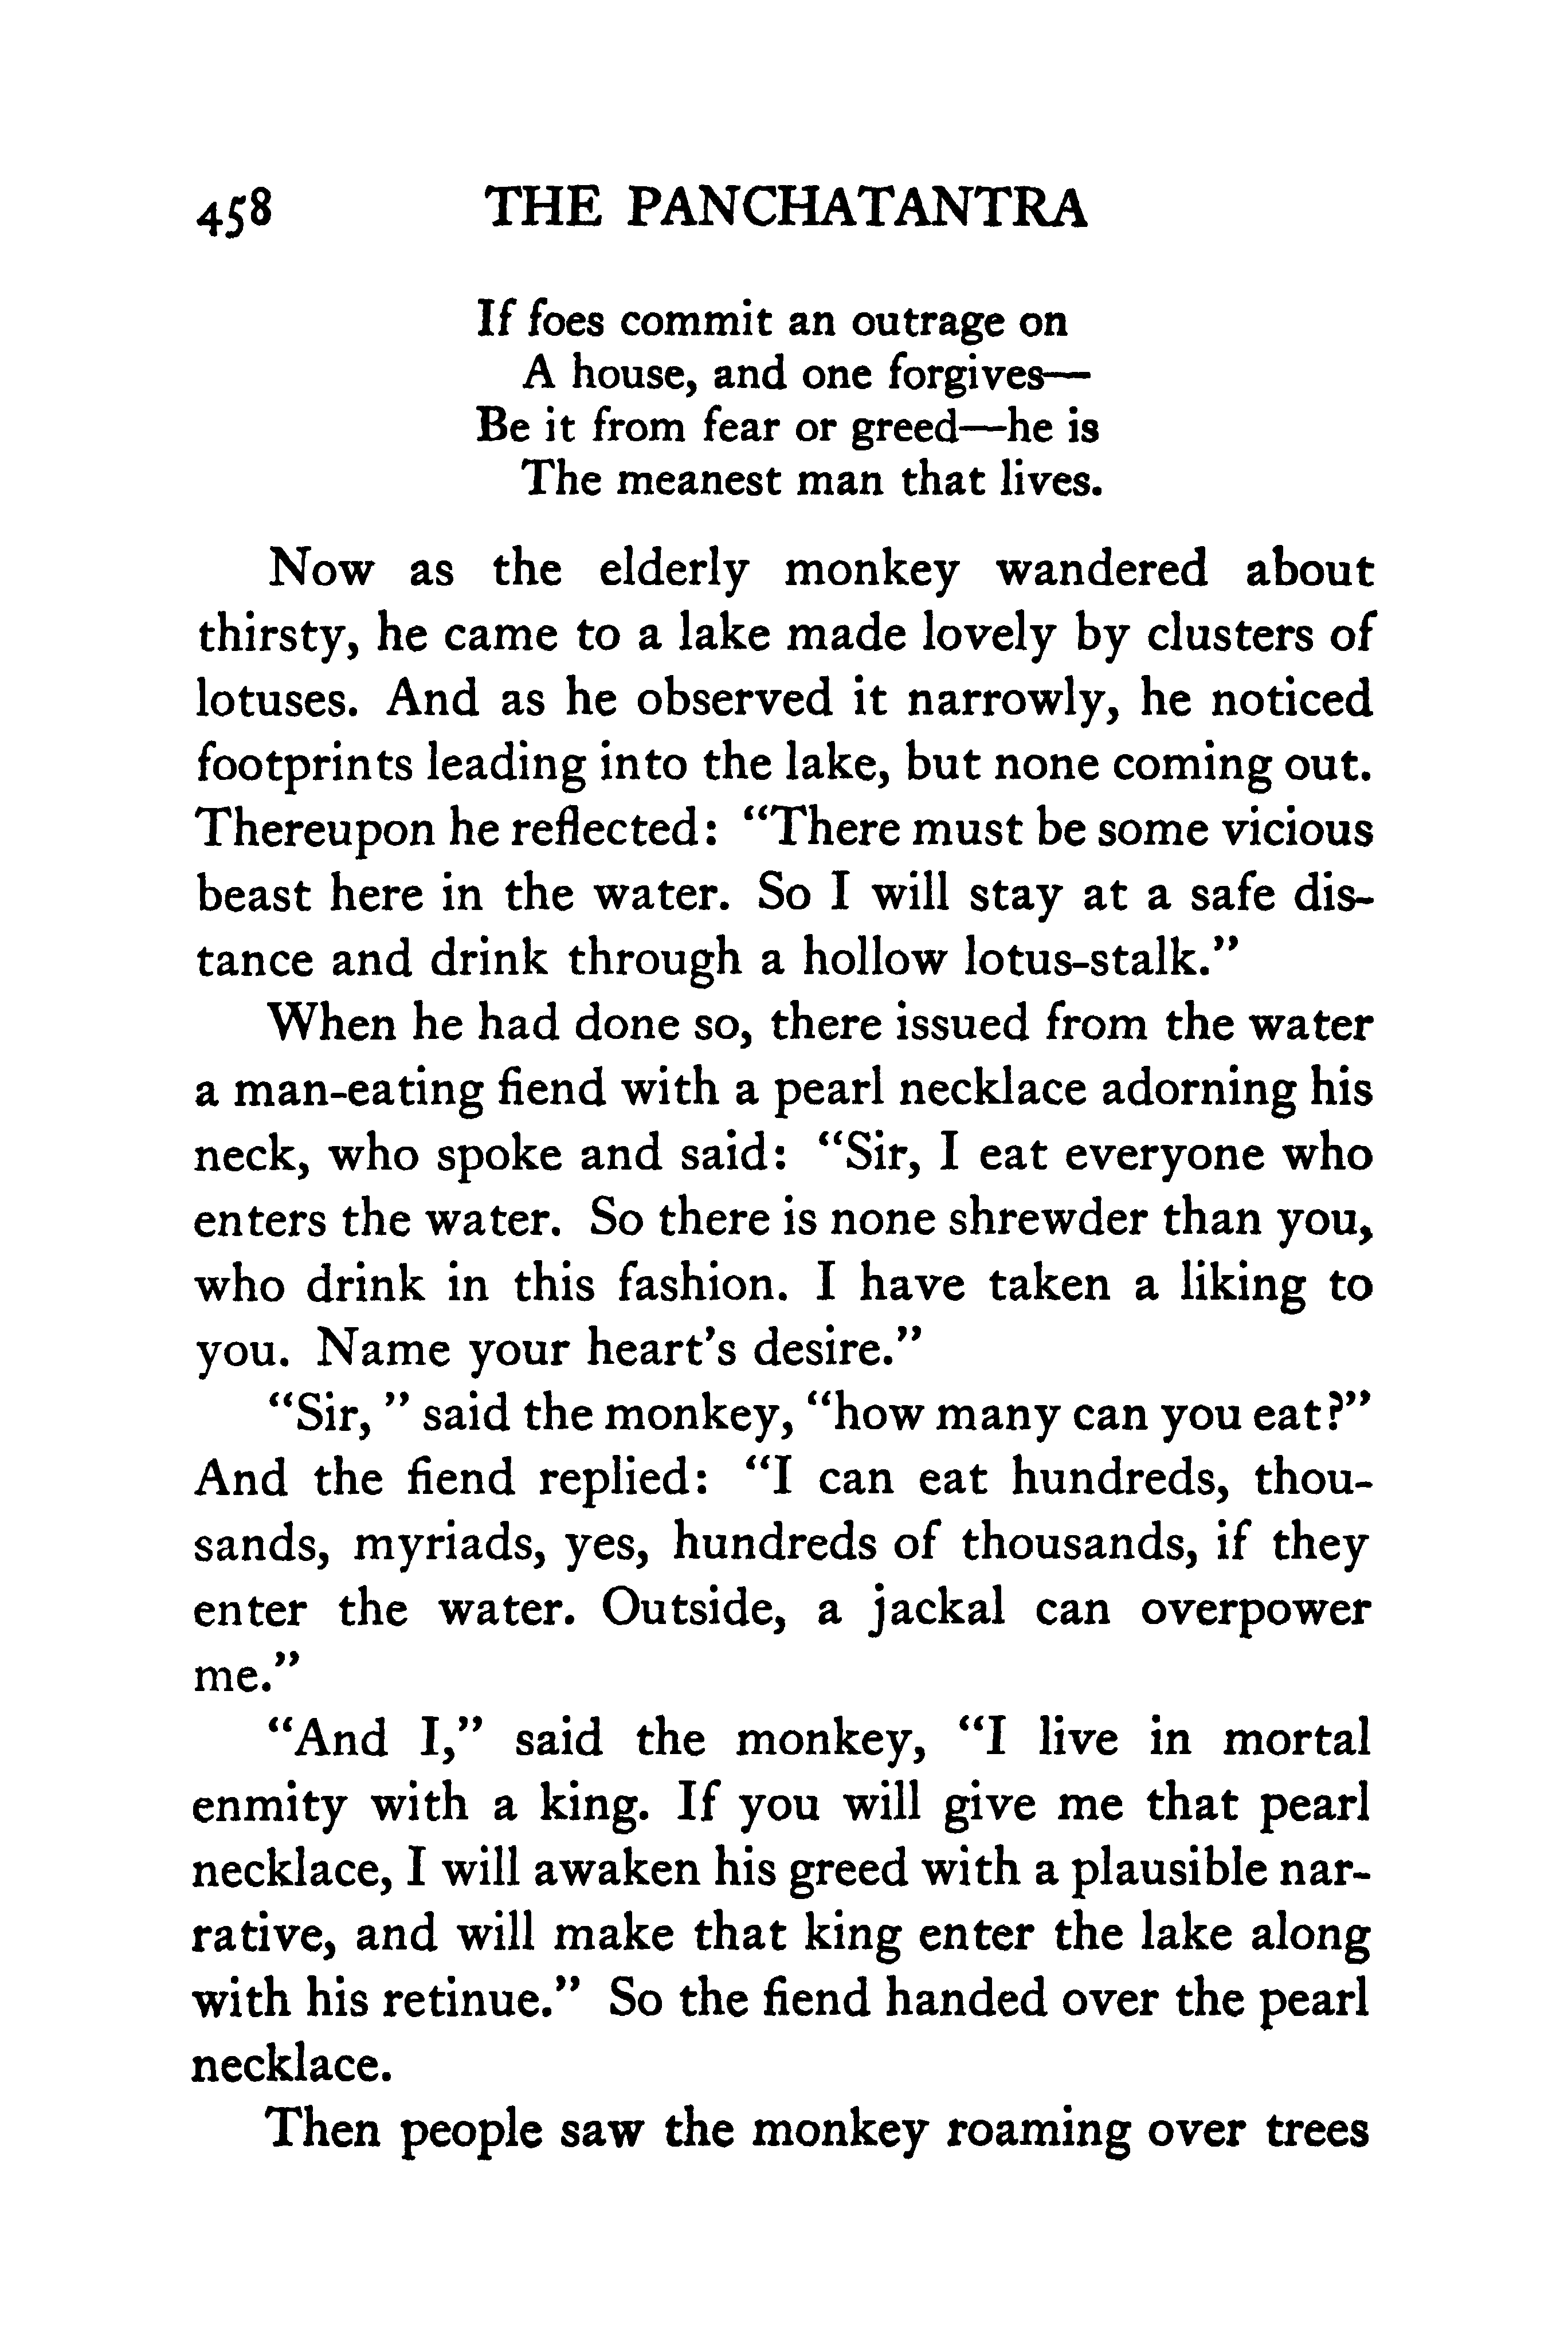 458 THE PANCHATANTRA
If foes commit an outrage on
A house, and one forgives—
Be it from fear or greed—he is
The meanest man that lives.
Now as the elderly monkey wandered about
thirsty, he came to a lake made lovely by clusters of
lotuses. And as he observed it narrowly, he noticed
footprints leading into the lake, but none coming out.
Thereupon he reflected: “There must be some vicious
beast here in the water. So I will stay at a safe dis-
tance and drink through a hollow lotus-stalk.”
When he had done so, there issued from the water
a man-eating fiend with a pearl necklace adorning his
neck, who spoke and said: “Sir, I eat everyone who
enters the water. So there is none shrewder than you,
who drink in this fashion. I have taken a liking to
you. Name your heart’s desire.”
“Sir, ” said the monkey, “how many can you eat?”
And the fiend replied: “I can eat hundreds, thou-
sands, myriads, yes, hundreds of thousands, if they
enter the water. Outside, a jackal can overpower
me.”
“And I,” said the monkey, “I live in mortal
enmity with a king. If you will give me that pearl
necklace, I will awaken his greed with a plausible nar-
rative, and will make that king enter the lake along
with his retinue.” So the fiend handed over the pearl
necklace.
Then people saw the monkey roaming over trees